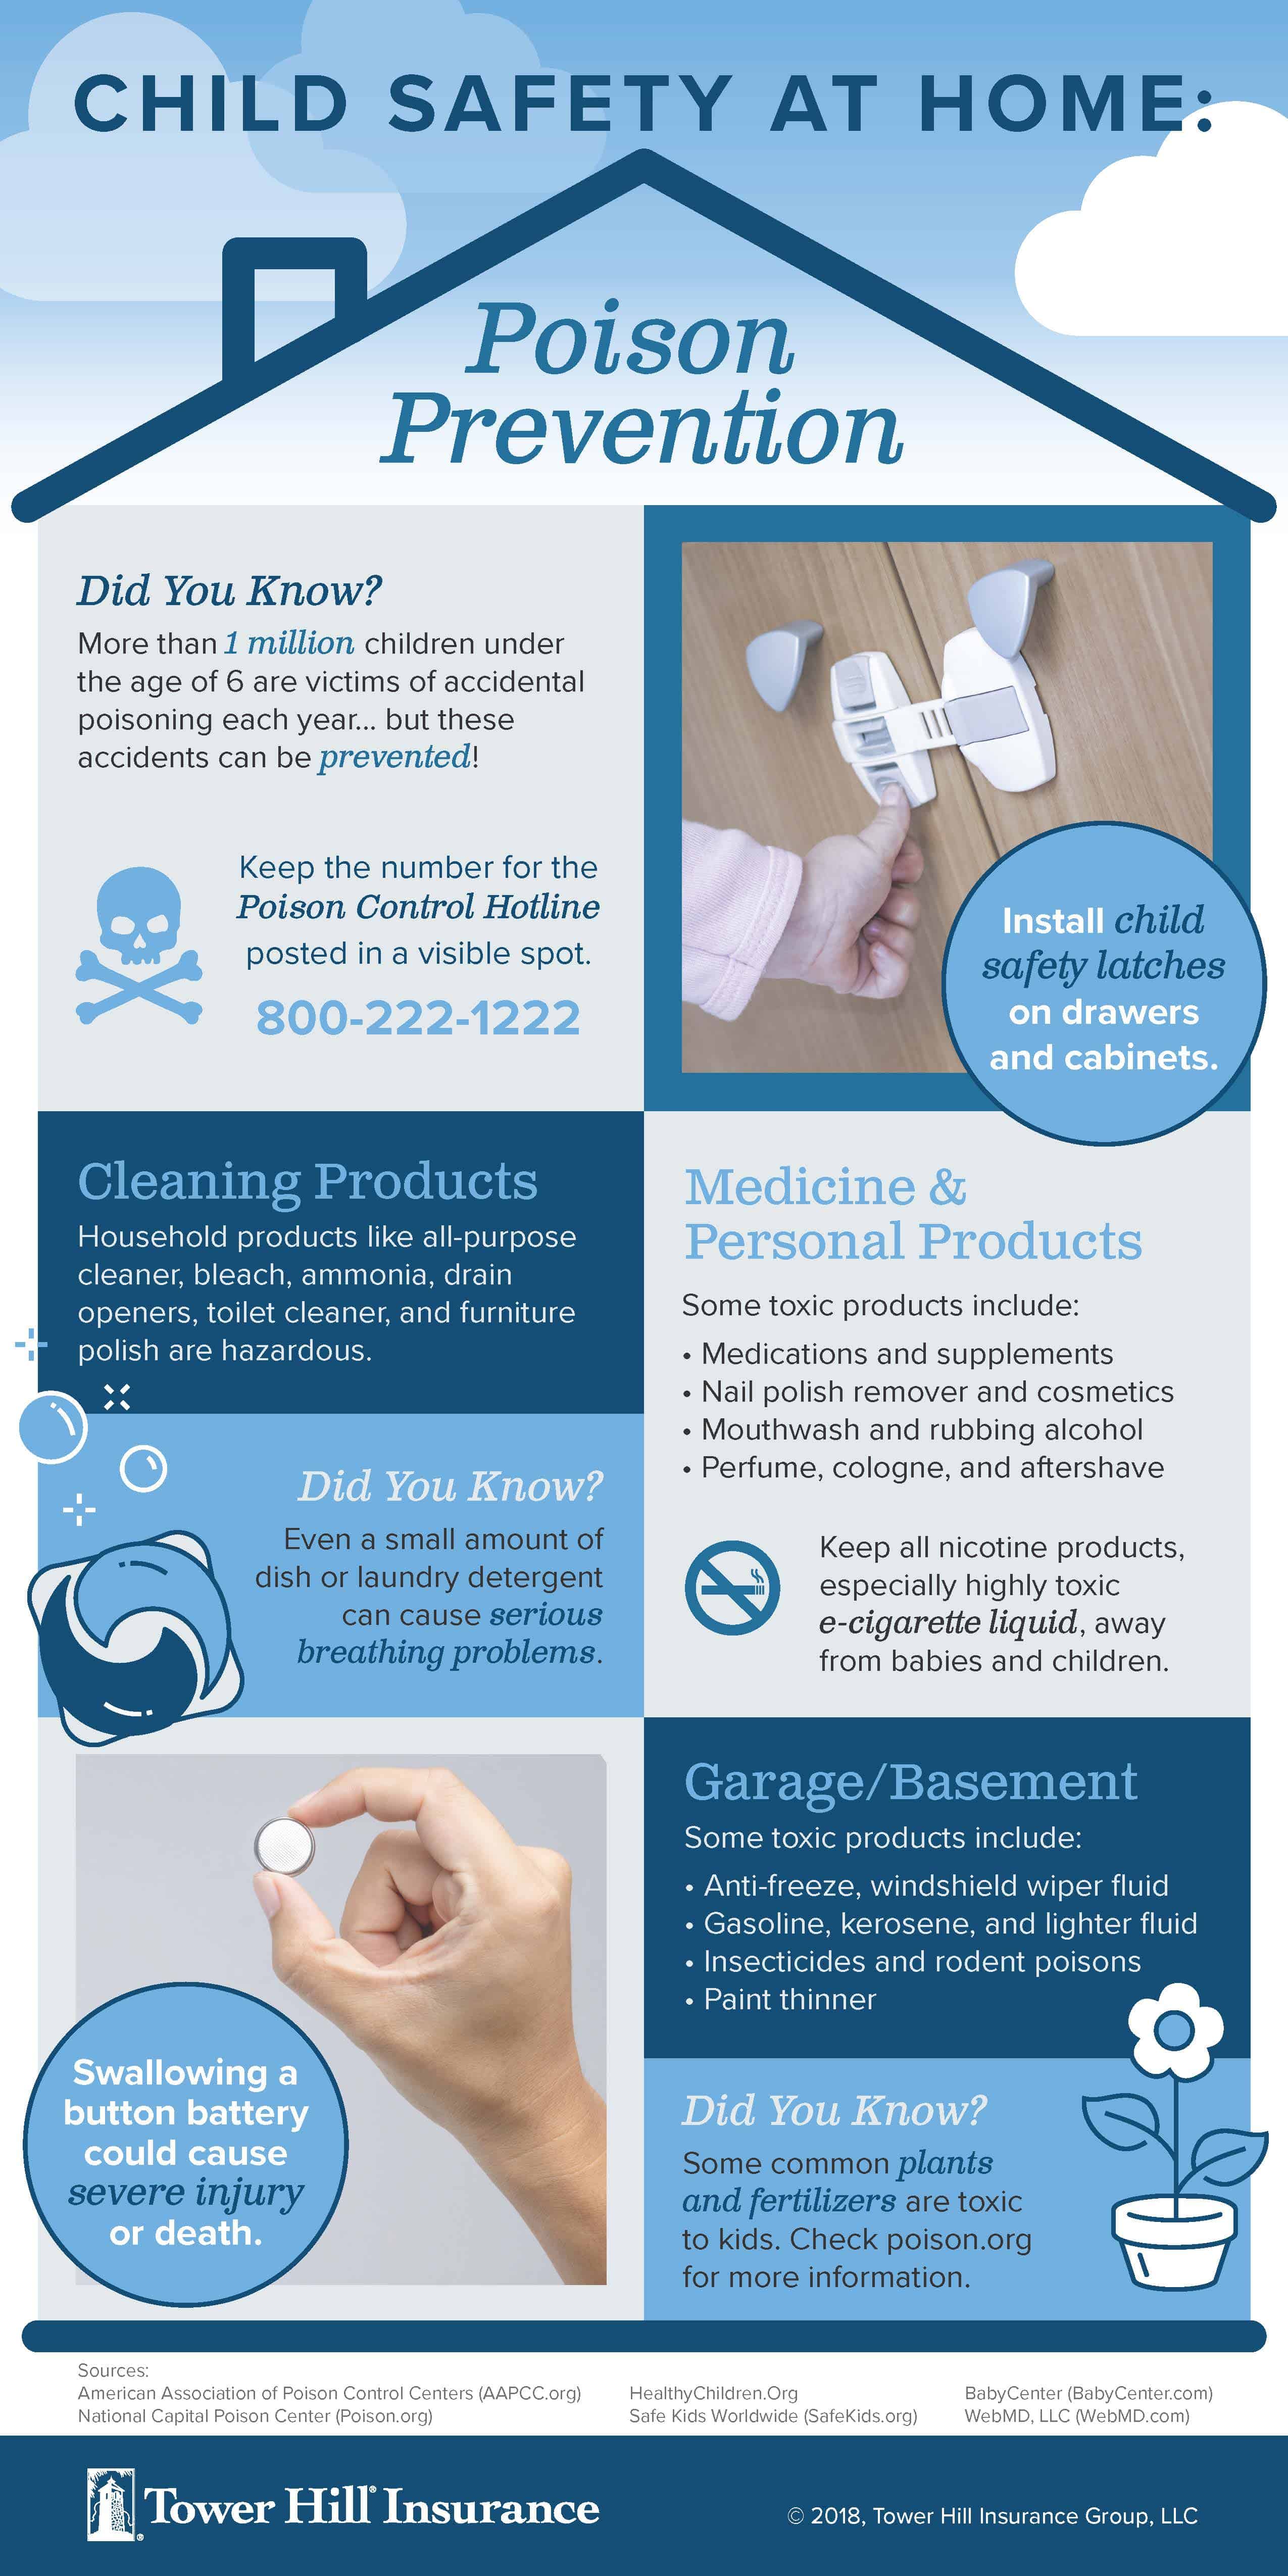 CHILD SAFETY AT HOME:
Poison
Prevention
Did You Know?
More than 1 million children under
the age of 6 are victims of accidental
poisoning each year... but these
accidents can be prevented!
Keep the number for the
Poison Control Hotline
posted in a visible spot.
800-222-1222
Install child
safety latches
on drawers
and cabinets.
Cleaning Products
Household products like all-purpose
cleaner, bleach, ammonia, drain
openers, toilet cleaner, and furniture
polish are hazardous.
Did You Know?
Even a small amount of
dish or laundry detergent
can cause serious
breathing problems.
Medicine &
Personal Products
Some toxic products include:
• Medications and supplements
• Nail polish remover and cosmetics
• Mouthwash and rubbing alcohol
• Perfume, cologne, and aftershave
Keep all nicotine products,
especially highly toxic
e-cigarette liquid, away
from babies and children.
Swallowing a
button battery
could cause
severe injury
or death.
Garage/Basement
Some toxic products include:
• Anti-freeze, windshield wiper fluid
• Gasoline, kerosene, and lighter fluid
• Insecticides and rodent poisons
• Paint thinner
Did You Know?
Some common plants
and fertilizers are toxic
to kids. Check poison.org
for more information.
Sources:
American Association of Poison Control Centers (AAPCC.org)
National Capital Poison Center (Poison.org)
HealthyChildren.Org
Safe Kids Worldwide (SafeKids.org)
BabyCenter (BabyCenter.com)
WebMD, LLC (WebMD.com)
Tower Hill® Insurance
© 2018, Tower Hill Insurance Group, LLC